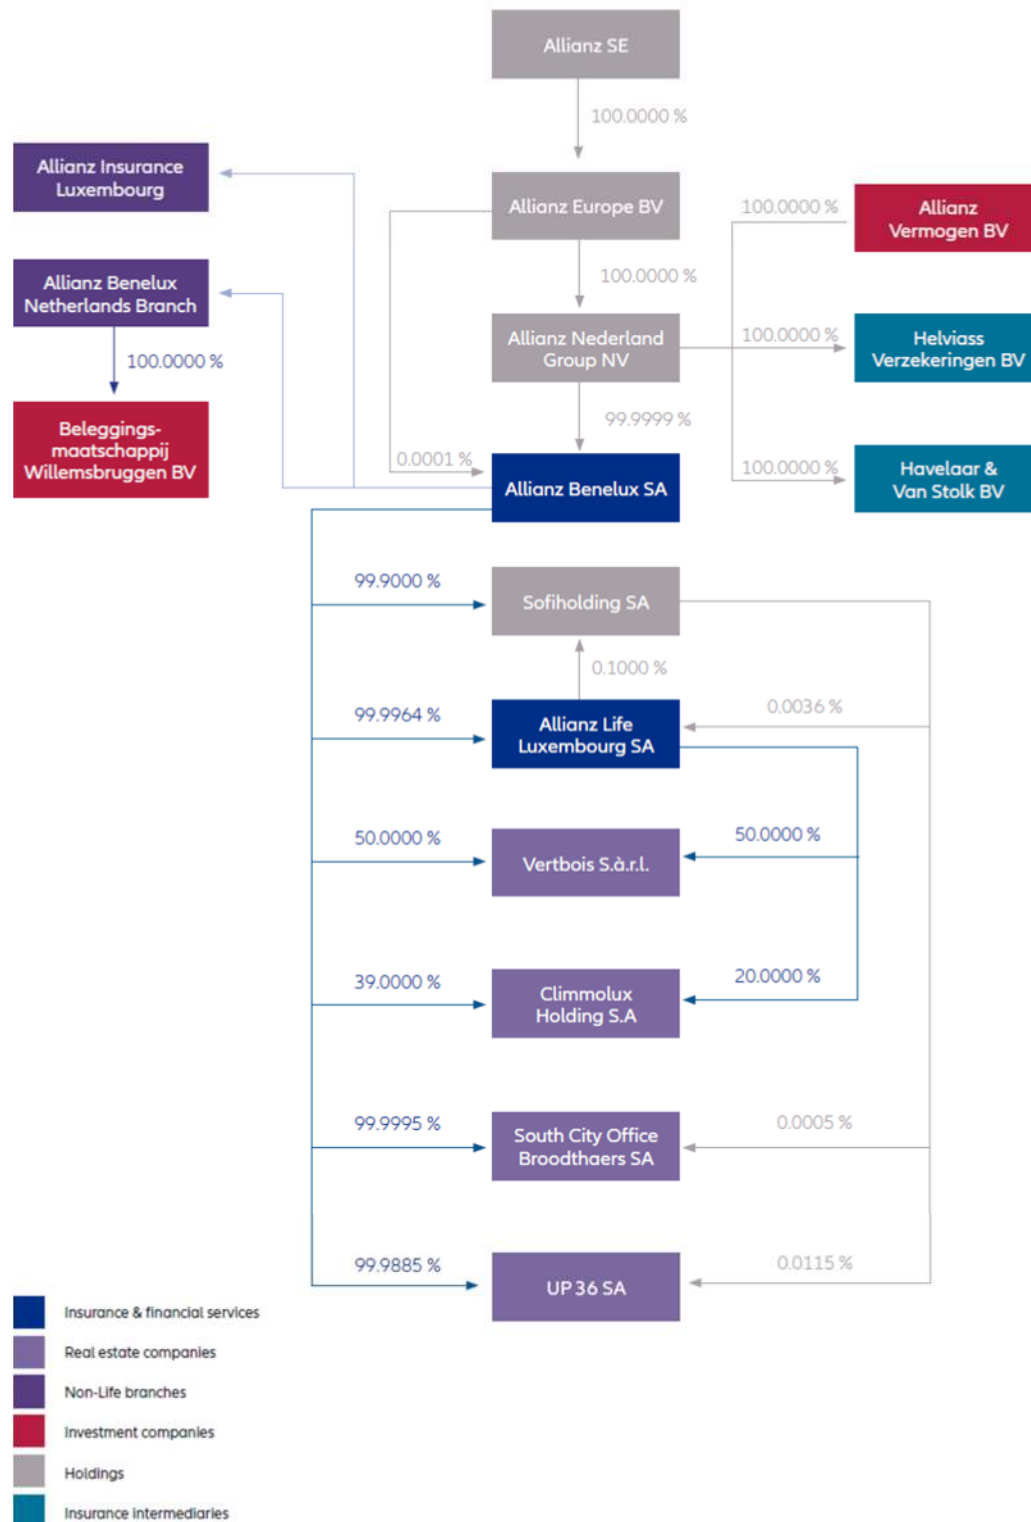 Allianz SE
100.0000 %
Allianz Insurance
Luxembourg
Allianz Europe BV
100.0000 %
Allianz
Vermogen BV
Allianz Benelux
Netherlands Branch
100.0000 %
Allianz Nederland
Group NV
100.0000 %
Helviass
Verzekeringen BV
100.0000 %
99.9999 %
Beleggings-
maatschappij
Willemsbruggen BV
0.0001 %
Allianz Benelux SA
100.0000 %
Havelaar &
Van Stolk BV
99.9000 %
Sofiholding SA
0.1000 %
99.9964 %
Allianz Life
Luxembourg SA
0.0036 %
50.0000 %
Vertbois S.à.r.l.
50.0000 %
39.0000 %
Climmolux
Holding S.A
20.0000 %
99.9995 %
South City Office
Broodthaers SA
0.0005 %
99.9885 %
UP 36 SA
0.0115 %
Insurance & financial services
Real estate companies
Non-Life branches
Investment companies
Holdings
Insurance intermediaries